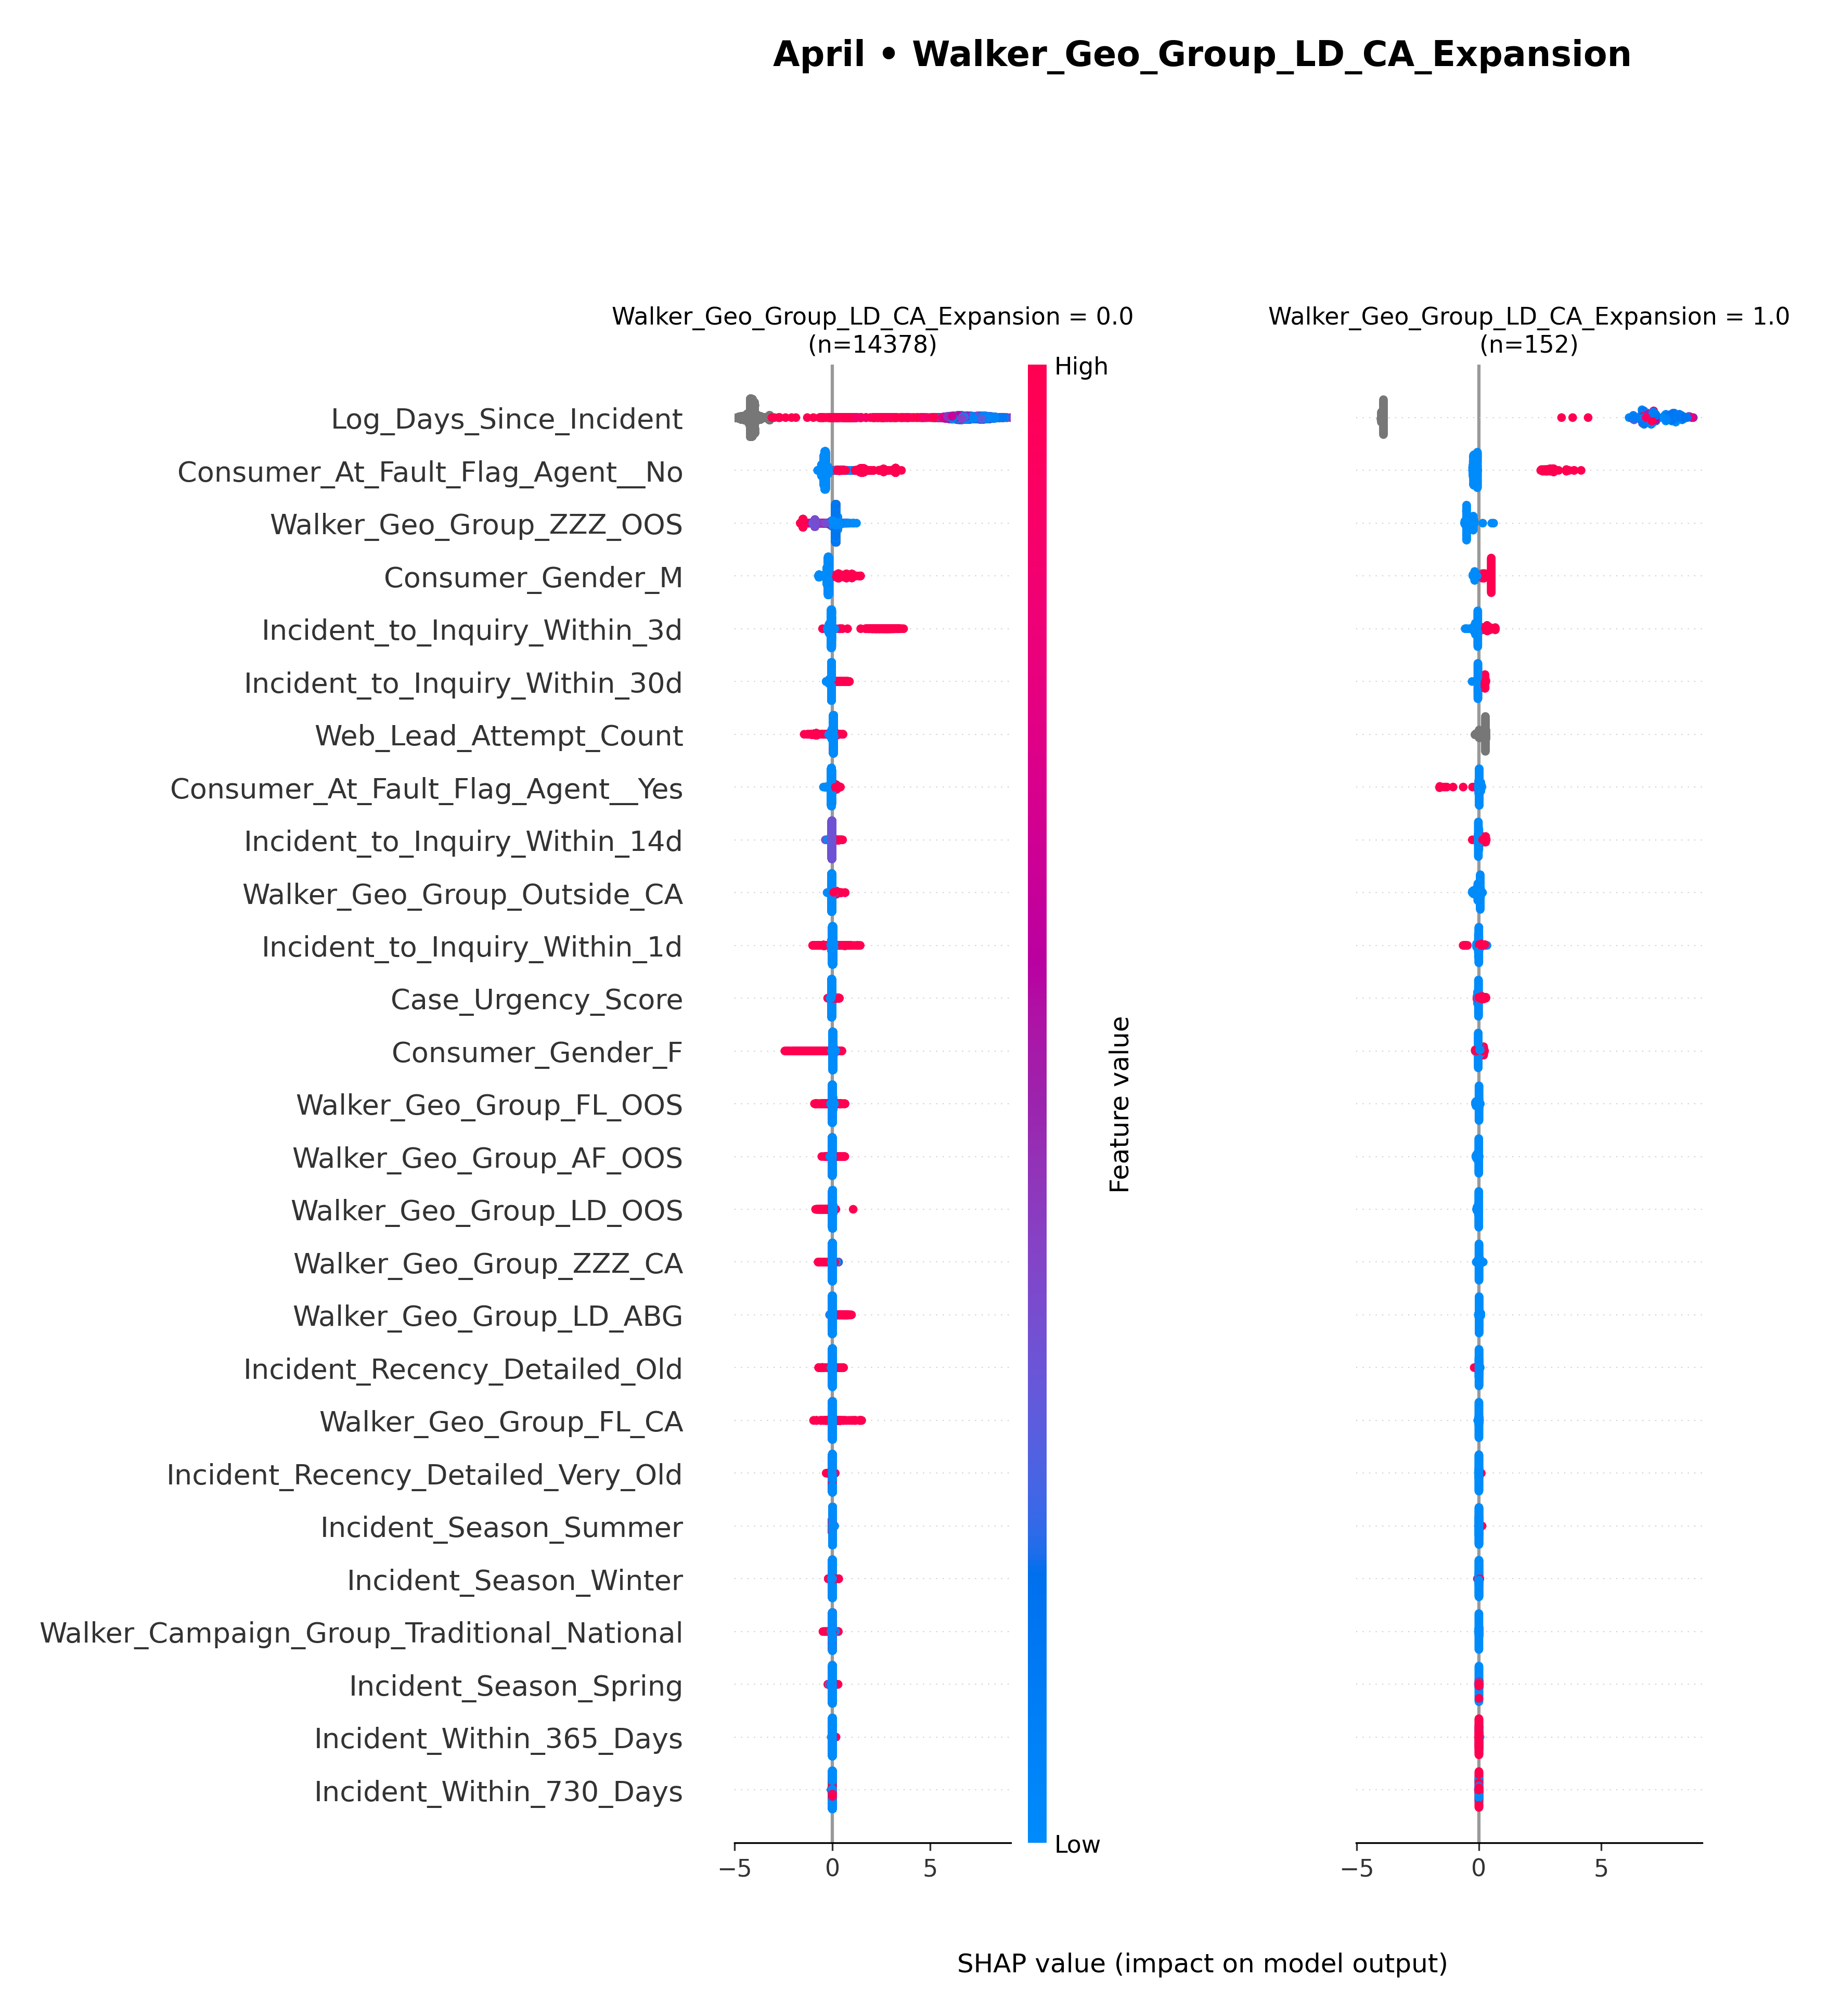 April • Walker_Geo_Group_LD_CA_Expansion
Walker_Geo_Group_LD_CA_Expansion = 0.0
(n=14378)
Walker_Geo_Group_LD_CA_Expansion = 1.0
(n=152)
High
Log_Days_Since_Incident
Consumer_At_Fault_Flag_Agent__No
Walker_Geo_Group_ZZZ_OOS
Consumer_Gender_M
Incident_to_Inquiry_Within_3d
Incident_to_Inquiry_Within_30d
Web_Lead_Attempt_Count
Consumer_At_Fault_Flag_Agent__Yes
Incident_to_Inquiry_Within_14d
Walker_Geo_Group_Outside_CA
Incident_to_Inquiry_Within_1d
Case_Urgency_Score
Consumer_Gender_F
Walker_Geo_Group_FL_OOS
Walker_Geo_Group_AF_OOS
Walker_Geo_Group_LD_OOS
Walker_Geo_Group_ZZZ_CA
Walker_Geo_Group_LD_ABG
Incident_Recency_Detailed_Old
Walker_Geo_Group_FL_CA
Incident_Recency_Detailed_Very_Old
Incident_Season_Summer
Incident_Season_Winter
Walker_Campaign_Group_Traditional_National
Incident_Season_Spring
Incident_Within_365_Days
Incident_Within_730_Days
Feature value
Low
−5 0 5
−5 0 5
SHAP value (impact on model output)